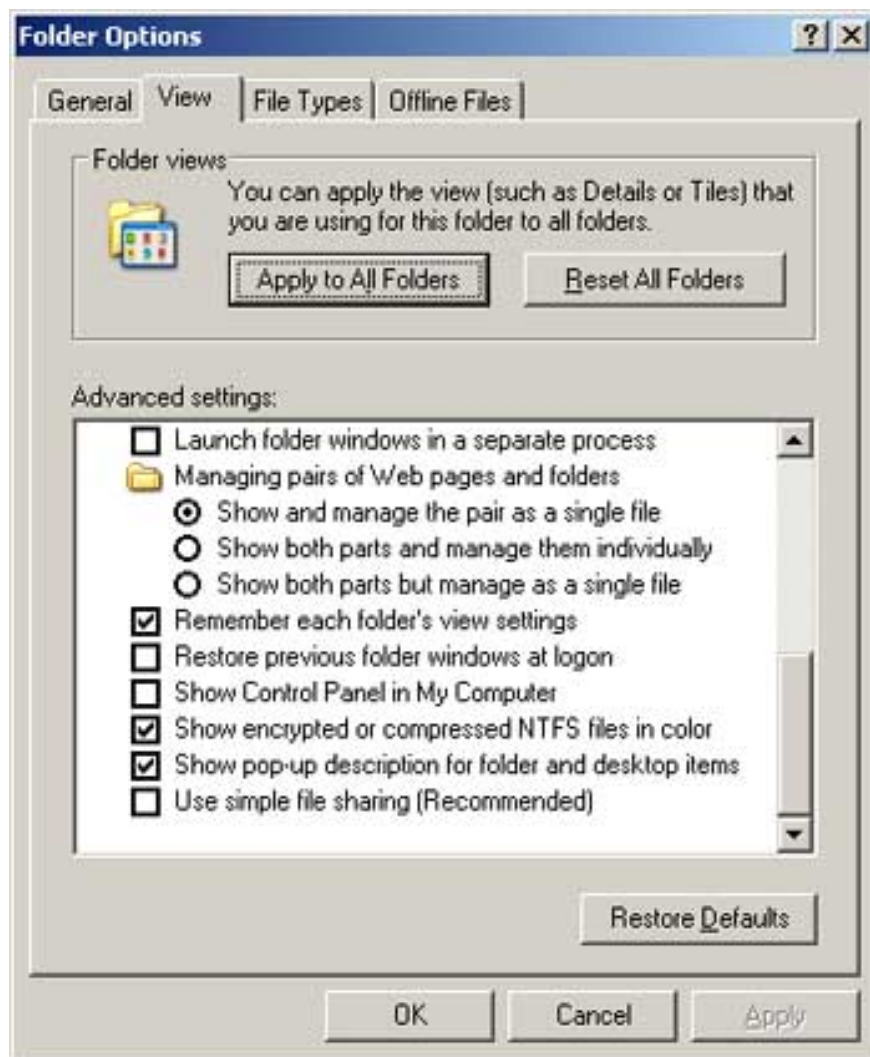 Folder Options
General View File Types Offline Files
Folder views
You can apply the view (such as Details or Tiles) that
you are using for this folder to all folders.
Apply to All Folders Reset All Folders
Advanced settings:
Launch folder windows in a separate process
Managing pairs of Web pages and folders
Show and manage the pair as a single file
Show both parts and manage them individually
Show both parts but manage as a single file
Remember each folder's view settings
Restore previous folder windows at logon
Show Control Panel in My Computer
Show encrypted or compressed NTFS files in color
Show pop-up description for folder and desktop items
Use simple file sharing (Recommended)
Restore Defaults
OK Cancel Apply